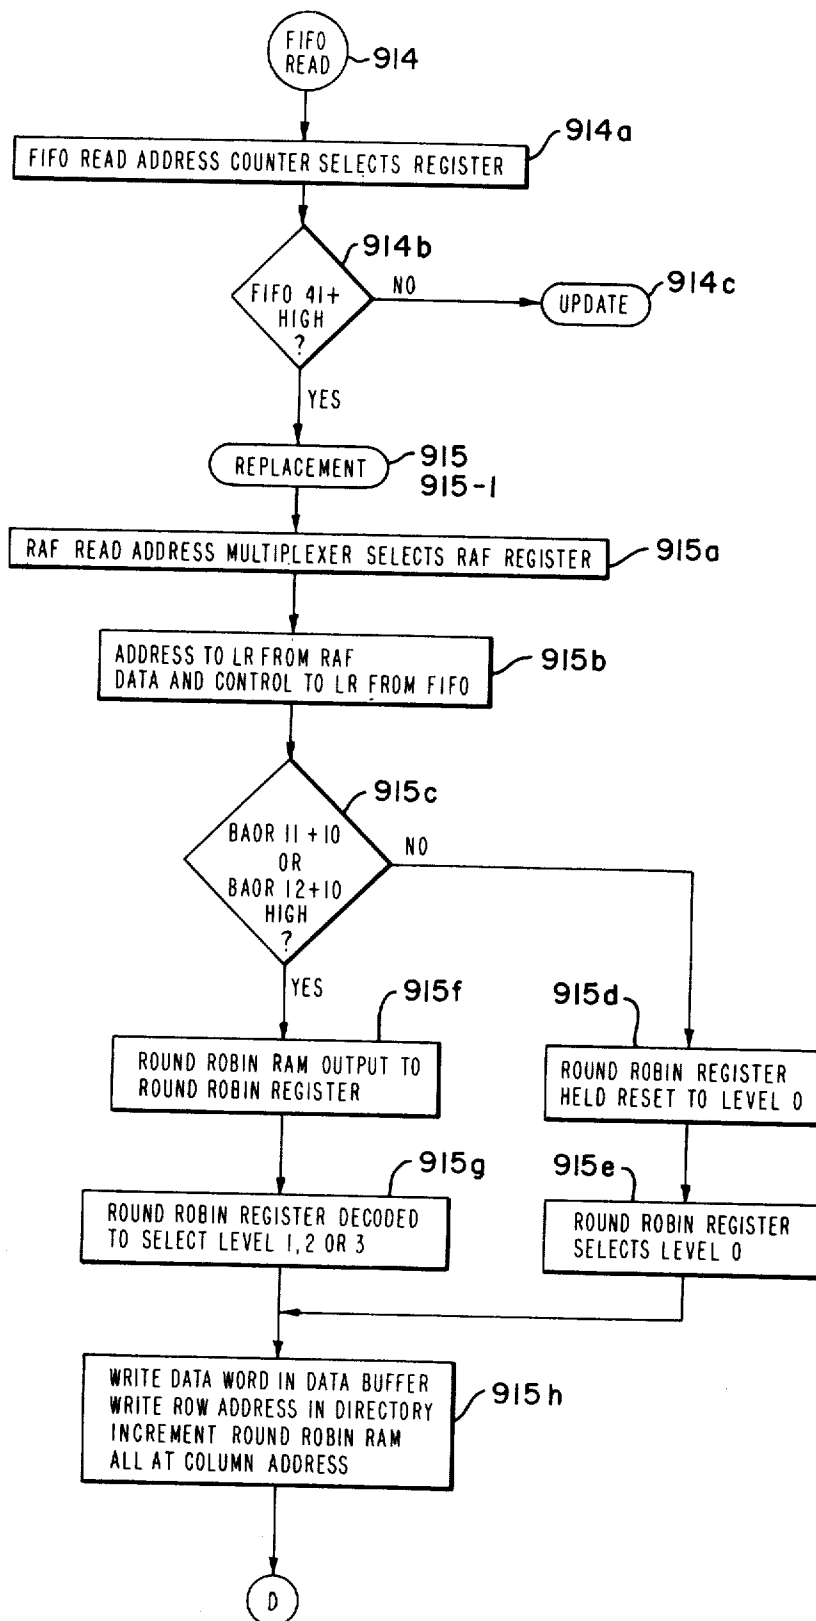 FIFO
READ
914
914a
FIFO READ ADDRESS COUNTER SELECTS REGISTER
914b
FIFO 41+
HIGH
?
NO
UPDATE
914c
YES
REPLACEMENT
915
915-1
RAF READ ADDRESS MULTIPLEXER SELECTS RAF REGISTER
915a
ADDRESS TO LR FROM RAF
DATA AND CONTROL TO LR FROM FIFO
915b
915c
BAOR 11+10
OR
BAOR 12+10
HIGH
?
NO
YES
915f
ROUND ROBIN RAM OUTPUT TO
ROUND ROBIN REGISTER
915d
ROUND ROBIN REGISTER
HELD RESET TO LEVEL 0
915g
ROUND ROBIN REGISTER DECODED
TO SELECT LEVEL 1, 2 OR 3
915e
ROUND ROBIN REGISTER
SELECTS LEVEL 0
WRITE DATA WORD IN DATA BUFFER
WRITE ROW ADDRESS IN DIRECTORY
INCREMENT ROUND ROBIN RAM
ALL AT COLUMN ADDRESS
915h
D